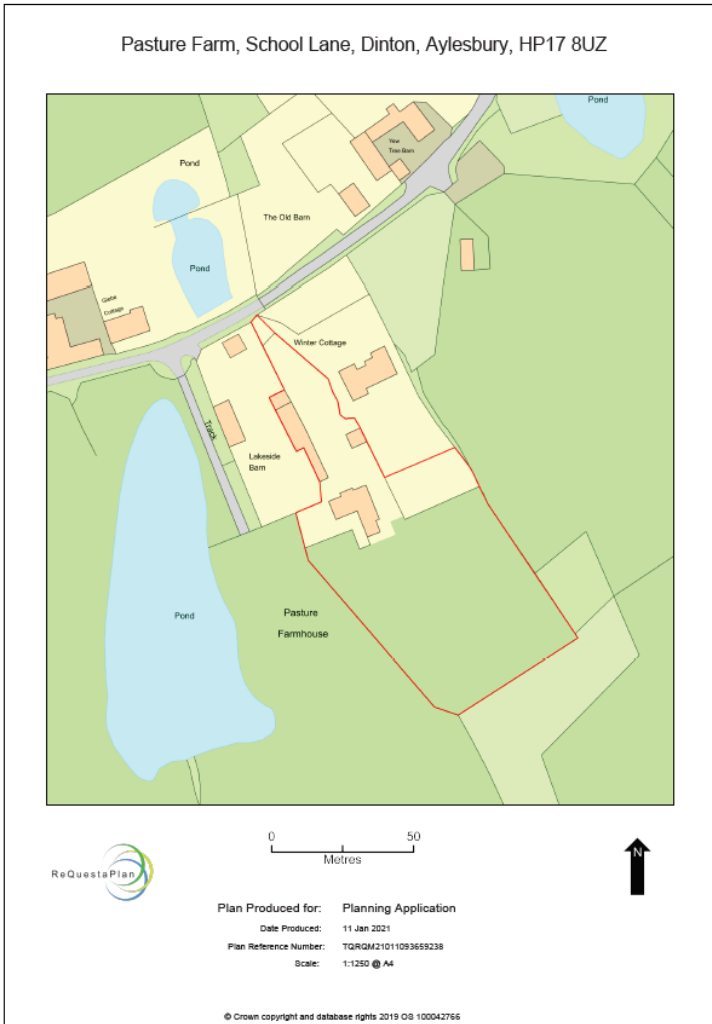 Pasture Farm, School Lane, Dinton, Aylesbury, HP17 8UZ
Pond
Pond
Yew
Tree Barn
The Old Barn
Pond
Glebe
Cottage
Winter Cottage
Track
Lakeside
Barn
Pond
Pasture
Farmhouse
0 50
Metres
ReQuestaPlan
N
Plan Produced for: Planning Application
Date Produced: 11 Jan 2021
Plan Reference Number: TQRQM21011093659238
Scale: 1:1250 @ A4
© Crown copyright and database rights 2019 OS 100042766